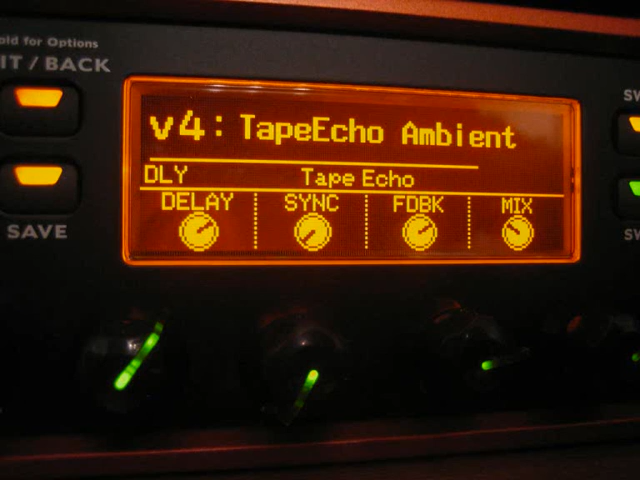 old for Options
IT / BACK
v4: TapeEcho Ambient
DLY Tape Echo
DELAY SYNC FDBK MIX
SAVE
SW
SW